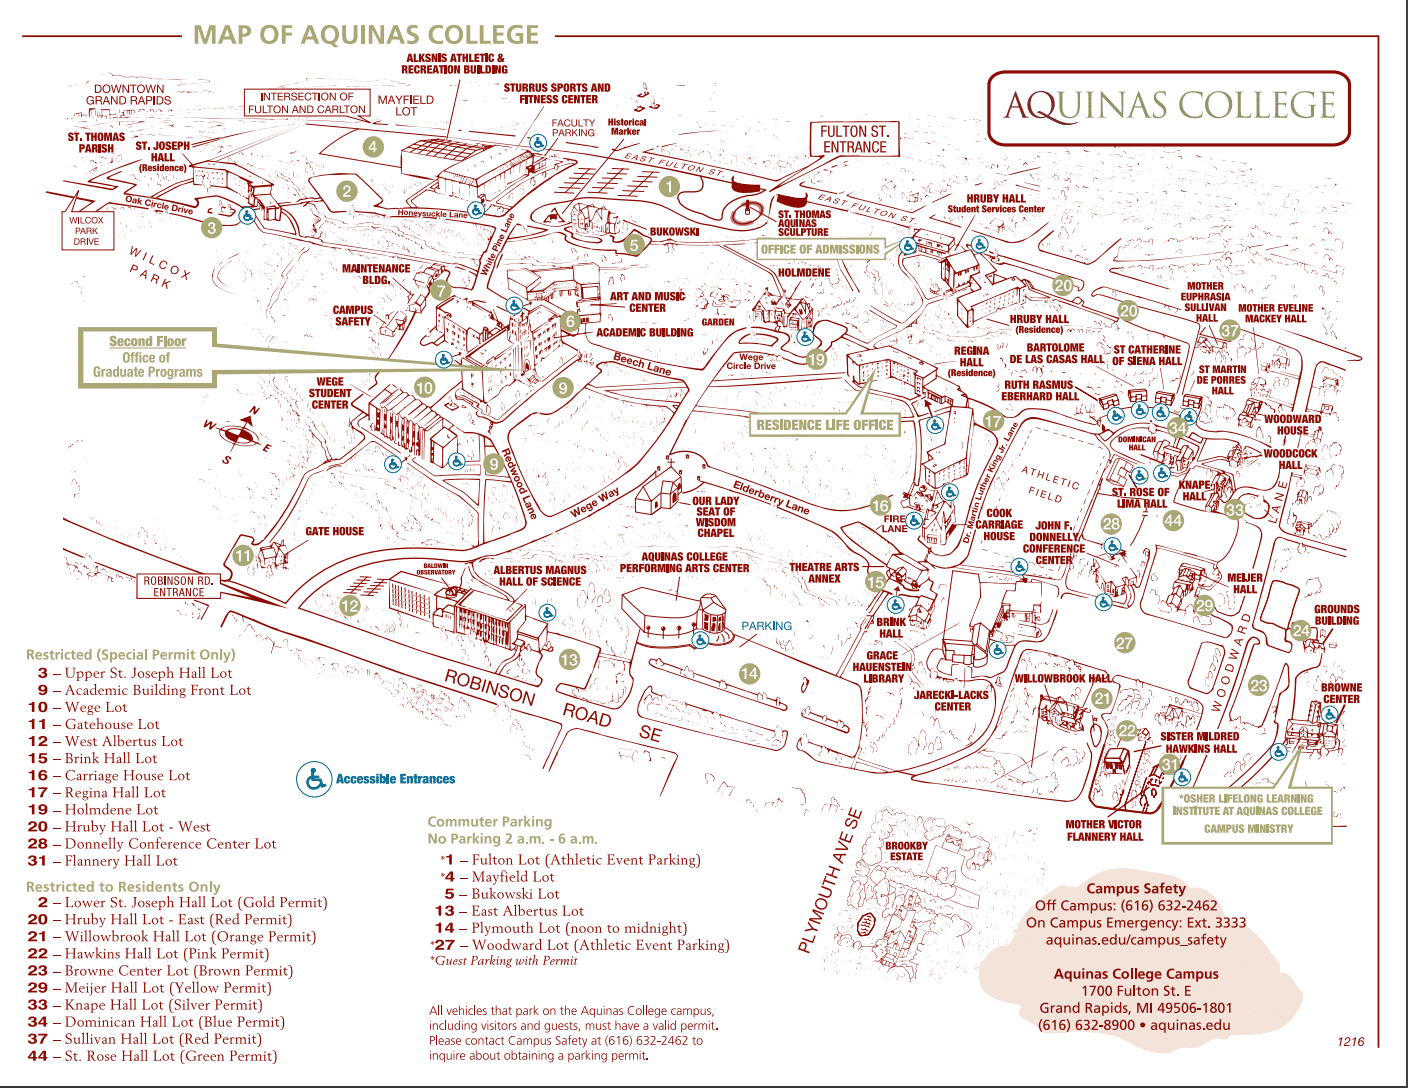 MAP OF AQUINAS COLLEGE
AQUINAS COLLEGE
ALKSNIS ATHLETIC &
RECREATION BUILDING
STURRUS SPORTS AND
FITNESS CENTER
DOWNTOWN
GRAND RAPIDS
INTERSECTION OF
FULTON AND CARLTON
MAYFIELD
LOT
FACULTY
PARKING
Historical
Marker
FULTON ST.
ENTRANCE
ST. THOMAS
PARISH
ST. JOSEPH
HALL
(Residence)
4
2
1
EAST FULTON ST.
EAST FULTON ST.
Oak Circle Drive
Honeysuckle Lane
White Pine Lane
3
WILCOX
PARK
DRIVE
WILCOX
PARK
5
BUKOWSKI
ST. THOMAS
AQUINAS
SCULPTURE
HRUBY HALL
Student Services Center
OFFICE OF ADMISSIONS
MAINTENANCE
BLDG.
7
CAMPUS
SAFETY
ART AND MUSIC
CENTER
6
ACADEMIC BUILDING
HOLMDENE
GARDEN
20
20
HRUBY HALL
(Residence)
MOTHER
EUPHRASIA
SULLIVAN
HALL
37
MOTHER EVELINE
MACKEY HALL
Second Floor
Office of
Graduate Programs
Beech Lane
Wege
Circle Drive
19
REGINA
HALL
(Residence)
BARTOLOME
DE LAS CASAS HALL
ST CATHERINE
OF SIENA HALL
ST MARTIN
DE PORRES
HALL
RUTH RASMUS
EBERHARD HALL
WEGE
STUDENT
CENTER
10
9
RESIDENCE LIFE OFFICE
17
34
WOODWARD
HOUSE
DOMINICAN
HALL
WOODCOCK
HALL
N
W
E
S
9
Redwood Lane
Wege Way
Elderberry Lane
OUR LADY
SEAT OF
WISDOM
CHAPEL
Dr. Martin Luther King Jr. Lane
ATHLETIC
FIELD
ST. ROSE OF
LIMA HALL
KNAPE
HALL
33
LANE
16
FIRE
LANE
COOK
CARRIAGE
HOUSE
JOHN F.
DONNELLY
CONFERENCE
CENTER
28
44
GATE HOUSE
11
ROBINSON RD.
ENTRANCE
BALDWIN
OBSERVATORY
ALBERTUS MAGNUS
HALL OF SCIENCE
AQUINAS COLLEGE
PERFORMING ARTS CENTER
THEATRE ARTS
ANNEX
15
MEIJER
HALL
29
12
PARKING
BRINK
HALL
GROUNDS
BUILDING
24
13
14
27
WOODWARD
23
GRACE
HAUENSTEIN
LIBRARY
JARECKI-LACKS
CENTER
WILLOWBROOK HALL
21
BROWNE
CENTER
22
SISTER MILDRED
HAWKINS HALL
31
ROBINSON
ROAD
SE
*OSHER LIFELONG LEARNING
INSTITUTE AT AQUINAS COLLEGE
CAMPUS MINISTRY
MOTHER VICTOR
FLANNERY HALL
PLYMOUTH AVE SE
BROOKBY
ESTATE
Restricted (Special Permit Only)
3 – Upper St. Joseph Hall Lot
9 – Academic Building Front Lot
10 – Wege Lot
11 – Gatehouse Lot
12 – West Albertus Lot
15 – Brink Hall Lot
16 – Carriage House Lot
17 – Regina Hall Lot
19 – Holmdene Lot
20 – Hruby Hall Lot - West
28 – Donnelly Conference Center Lot
31 – Flannery Hall Lot
Restricted to Residents Only
2 – Lower St. Joseph Hall Lot (Gold Permit)
20 – Hruby Hall Lot - East (Red Permit)
21 – Willowbrook Hall Lot (Orange Permit)
22 – Hawkins Hall Lot (Pink Permit)
23 – Browne Center Lot (Brown Permit)
29 – Meijer Hall Lot (Yellow Permit)
33 – Knape Hall Lot (Silver Permit)
34 – Dominican Hall Lot (Blue Permit)
37 – Sullivan Hall Lot (Red Permit)
44 – St. Rose Hall Lot (Green Permit)
Accessible Entrances
Commuter Parking
No Parking 2 a.m. - 6 a.m.
*1 – Fulton Lot (Athletic Event Parking)
*4 – Mayfield Lot
5 – Bukowski Lot
13 – East Albertus Lot
14 – Plymouth Lot (noon to midnight)
*27 – Woodward Lot (Athletic Event Parking)
*Guest Parking with Permit
All vehicles that park on the Aquinas College campus,
including visitors and guests, must have a valid permit.
Please contact Campus Safety at (616) 632-2462 to
inquire about obtaining a parking permit.
Campus Safety
Off Campus: (616) 632-2462
On Campus Emergency: Ext. 3333
aquinas.edu/campus_safety
Aquinas College Campus
1700 Fulton St. E
Grand Rapids, MI 49506-1801
(616) 632-8900 • aquinas.edu
1216